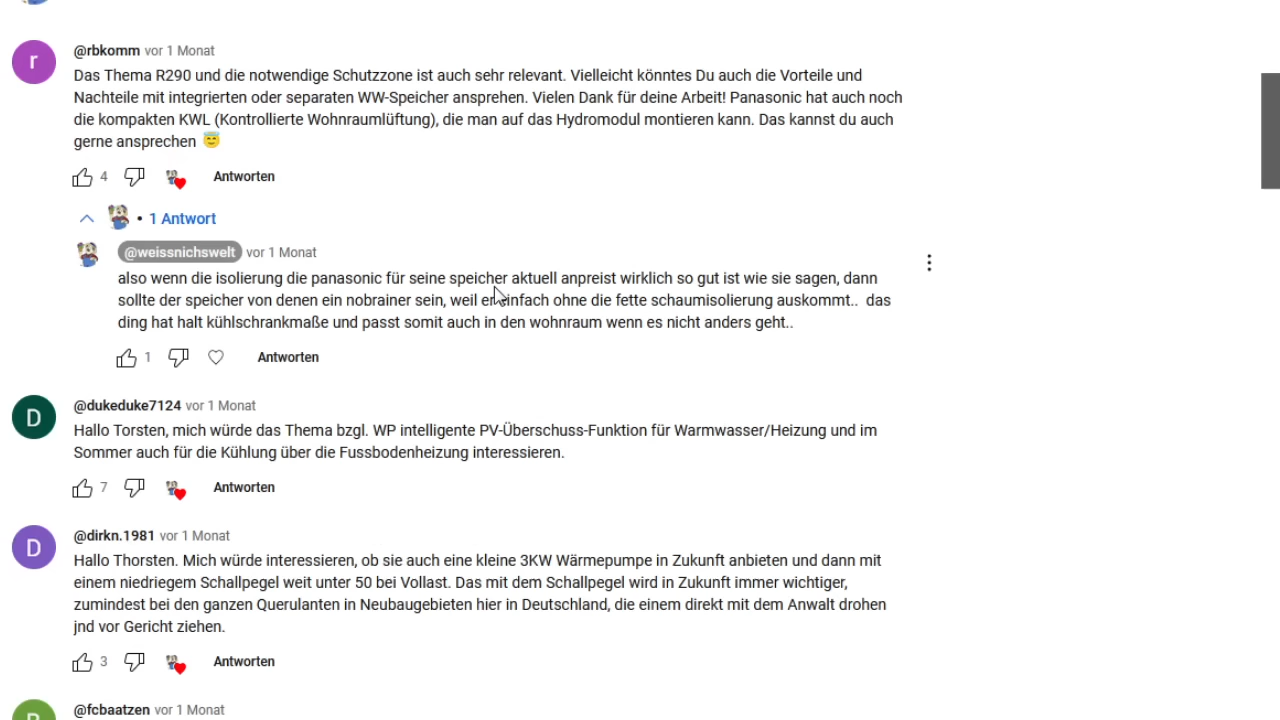 r
@rbkomm vor 1 Monat
Das Thema R290 und die notwendige Schutzzone ist auch sehr relevant. Vielleicht könntes Du auch die Vorteile und
Nachteile mit integrierten oder separaten WW-Speicher ansprehen. Vielen Dank für deine Arbeit! Panasonic hat auch noch
die kompakten KWL (Kontrollierte Wohnraumlüftung), die man auf das Hydromodul montieren kann. Das kannst du auch
gerne ansprechen 😇
4 Antworten
• 1 Antwort
@weissnichswelt vor 1 Monat
also wenn die isolierung die panasonic für seine speicher aktuell anpreist wirklich so gut ist wie sie sagen, dann
sollte der speicher von denen ein nobrainer sein, weil er einfach ohne die fette schaumisolierung auskommt.. das
ding hat halt kühlschrankmaße und passt somit auch in den wohnraum wenn es nicht anders geht..
1 Antworten
D
@dukeduke7124 vor 1 Monat
Hallo Torsten, mich würde das Thema bzgl. WP intelligente PV-Überschuss-Funktion für Warmwasser/Heizung und im
Sommer auch für die Kühlung über die Fussbodenheizung interessieren.
7 Antworten
D
@dirkn.1981 vor 1 Monat
Hallo Thorsten. Mich würde interessieren, ob sie auch eine kleine 3KW Wärmepumpe in Zukunft anbieten und dann mit
einem niedriegem Schallpegel weit unter 50 bei Vollast. Das mit dem Schallpegel wird in Zukunft immer wichtiger,
zumindest bei den ganzen Querulanten in Neubaugebieten hier in Deutschland, die einem direkt mit dem Anwalt drohen
jnd vor Gericht ziehen.
3 Antworten
@fcbaatzen vor 1 Monat